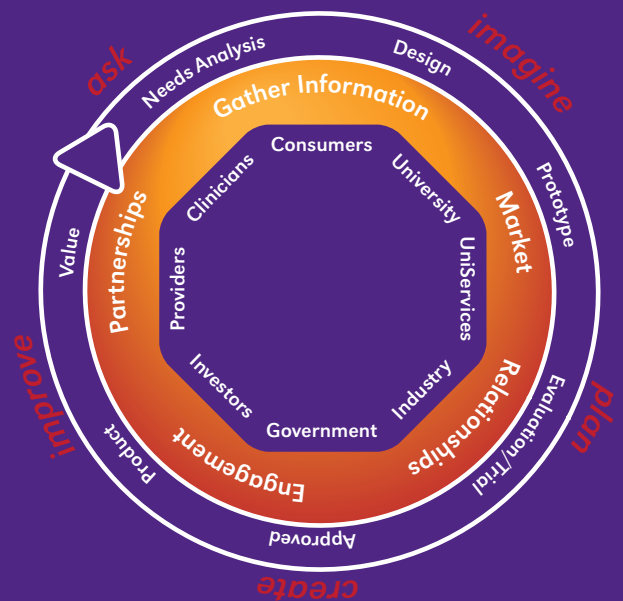 ask
imagine
plan
create
improve
Needs Analysis
Design
Prototype
Evaluation/Trial
Approved
Product
Value
Gather Information
Market
Relationships
Engagement
Partnerships
Consumers
University
UniServices
Industry
Government
Investors
Providers
Clinicians